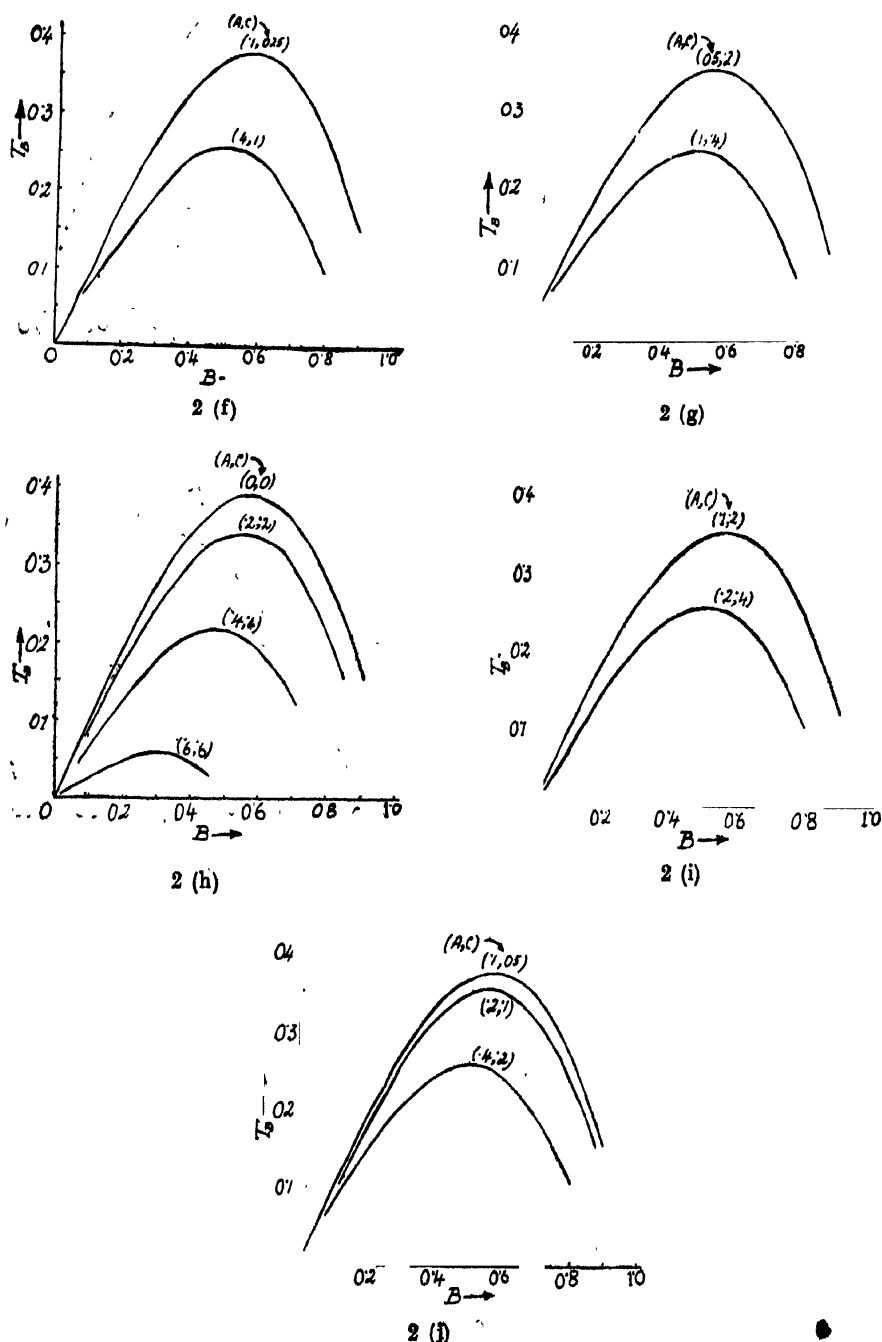 0·4
(A,C)
(·1,·025)
0·3
T_B
(·4,·1)
0·2
0·1
0 0·2 0·4 0·6 0·8 1·0
B
2 (f)
0·4
(A,C)
(·05,·2)
0·3
(·1,·4)
T_B 0·2
0·1
0·2 0·4 0·6 0·8
B
2 (g)
(A,C)
0·4
(0,0)
(·2,·2)
0·3
T_B 0·2
(·4,·4)
0·1
(·6,·6)
0 0·2 0·4 0·6 0·8 1·0
B
2 (h)
0·4
(A,C)
(·1,·2)
0·3
(·2,·4)
T_B 0·2
0·1
0·2 0·4 0·6 0·8 1·0
B
2 (i)
0·4
(A,C)
(·1,·05)
(·2,·1)
0·3
(·4,·2)
T_B 0·2
0·1
0·2 0·4 0·6 0·8 1·0
B